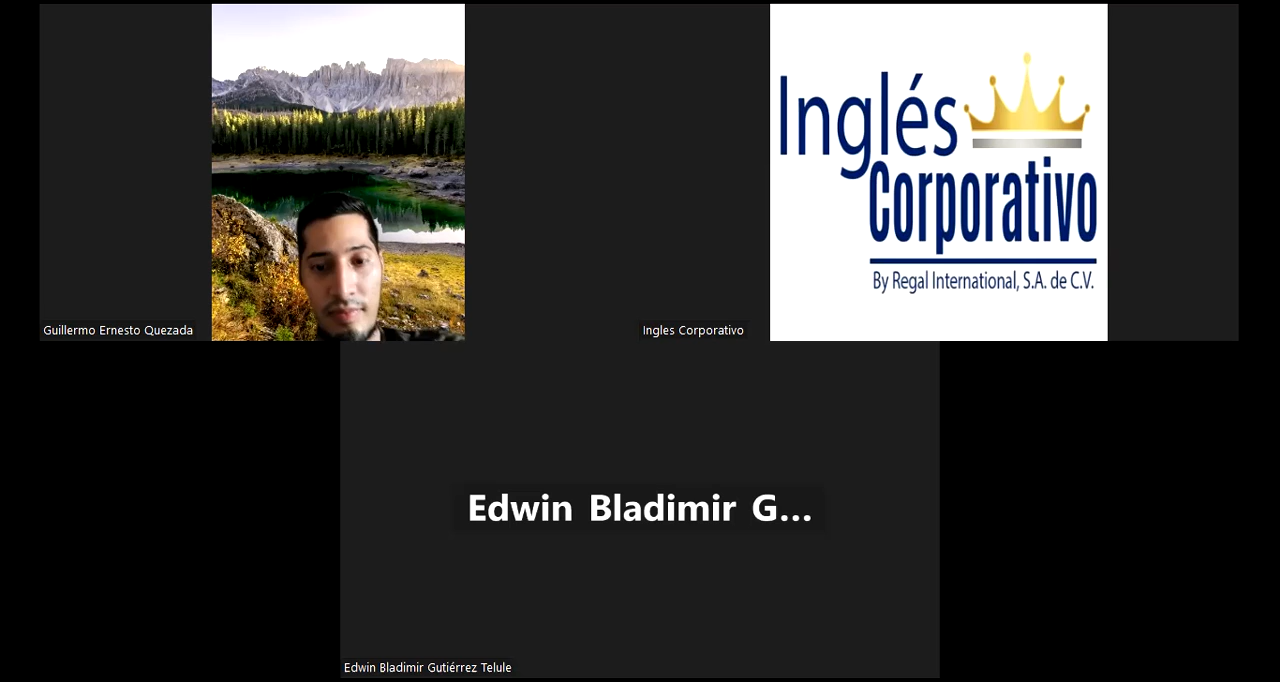 Inglés
Corporativo
By Regal International, S.A. de C.V.
Guillermo Ernesto Quezada
Ingles Corporativo
Edwin Bladimir G...
Edwin Bladimir Gutiérrez Telule